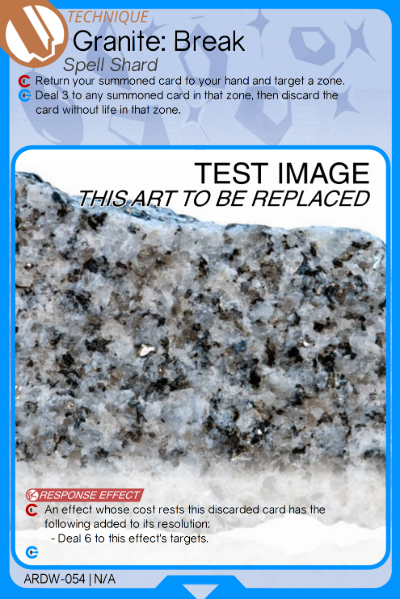 TECHNIQUE
Granite: Break
Spell Shard
Return your summoned card to your hand and target a zone.
Deal 3 to any summoned card in that zone, then discard the
card without life in that zone.
TEST IMAGE
THIS ART TO BE REPLACED
RESPONSE EFFECT
An effect whose cost rests this discarded card has the
following added to its resolution:
- Deal 6 to this effect's targets.
ARDW-054 | N/A